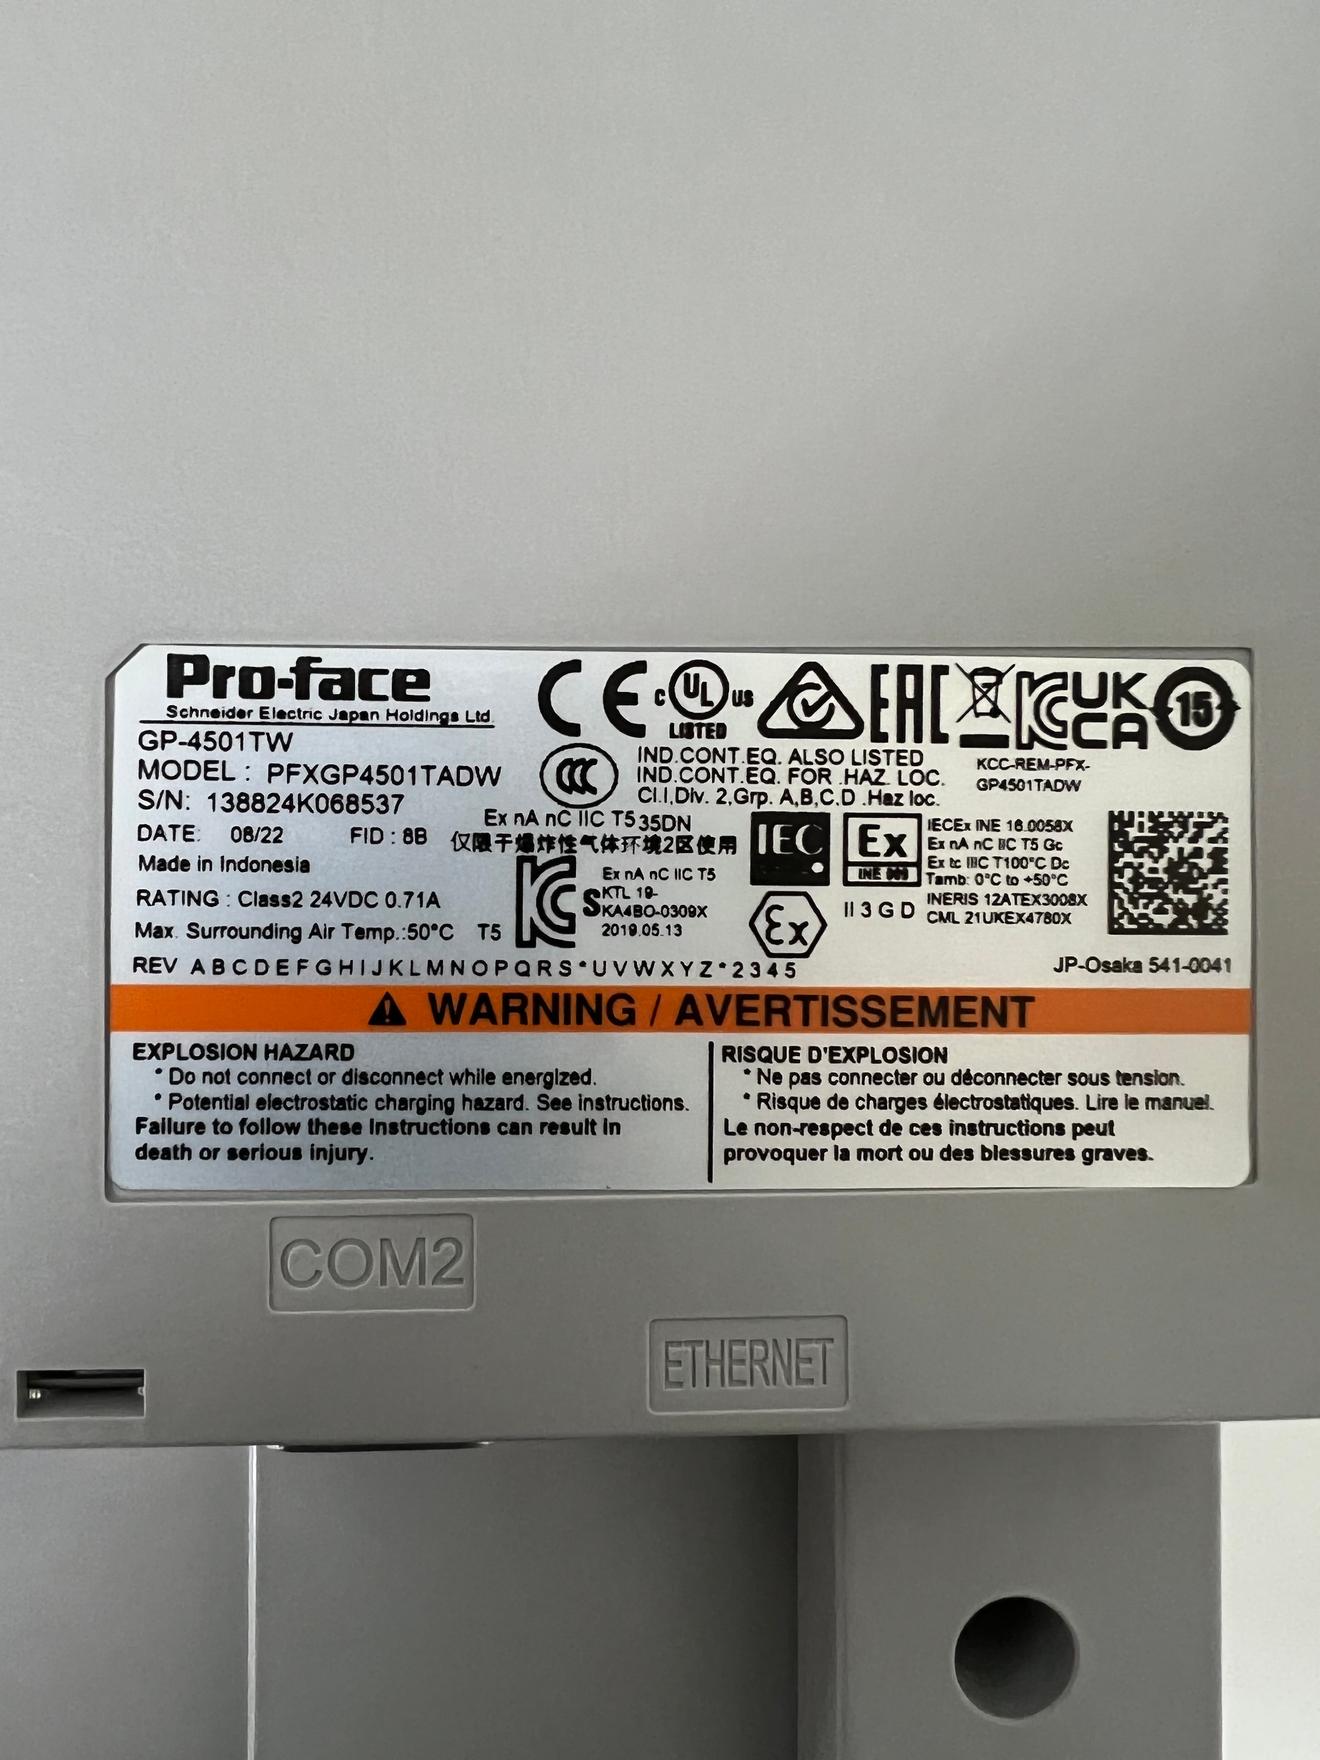 Pro-face
Schneider Electric Japan Holdings Ltd.
GP-4501TW
MODEL : PFXGP4501TADW
S/N: 138824K068537
DATE: 08/22 FID : 8B
Made in Indonesia
RATING : Class2 24VDC 0.71A
Max. Surrounding Air Temp.:50°C T5
REV A B C D E F G H I J K L M N O P Q R S * U V W X Y Z * 2 3 4 5
CE
C UL US
LISTED
EAC
UK
CA
15
CCC
IND.CONT.EQ. ALSO LISTED
IND.CONT.EQ. FOR .HAZ. LOC.
Cl.I,Div. 2,Grp. A,B,C,D .Haz loc.
KCC-REM-PFX-
GP4501TADW
Ex nA nC IIC T5 35DN
仅限于爆炸性气体环境2区使用
S
Ex nA nC IIC T5
KTL 19-
KA4BO-0309X
2019.05.13
IEC
Ex
INE
Ex
II 3 G D
IECEx INE 16.0058X
Ex nA nC IIC T5 Gc
Ex tc IIIC T100°C Dc
Tamb: 0°C to +50°C
INERIS 12ATEX3008X
CML 21UKEX4780X
JP-Osaka 541-0041
WARNING / AVERTISSEMENT
EXPLOSION HAZARD
* Do not connect or disconnect while energized.
* Potential electrostatic charging hazard. See instructions.
Failure to follow these instructions can result in
death or serious injury.
RISQUE D'EXPLOSION
* Ne pas connecter ou déconnecter sous tension.
* Risque de charges électrostatiques. Lire le manuel.
Le non-respect de ces instructions peut
provoquer la mort ou des blessures graves.
COM2
ETHERNET